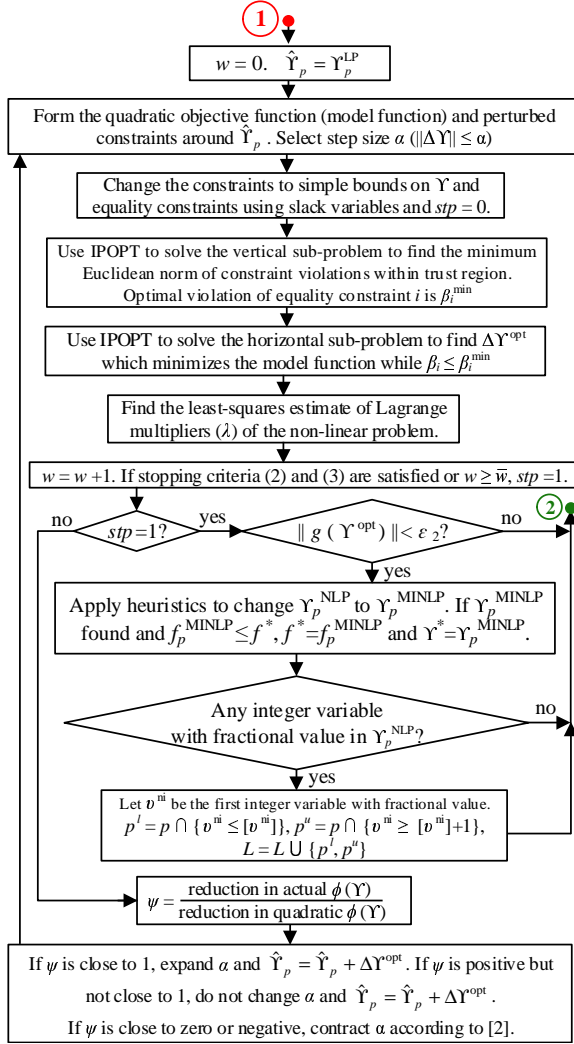 1
w = 0. Υ̂_p = Υ_p^LP
Form the quadratic objective function (model function) and perturbed
constraints around Υ̂_p . Select step size α (||ΔΥ|| ≤ α)
Change the constraints to simple bounds on Υ and
equality constraints using slack variables and stp = 0.
Use IPOPT to solve the vertical sub-problem to find the minimum
Euclidean norm of constraint violations within trust region.
Optimal violation of equality constraint i is β_i^min
Use IPOPT to solve the horizontal sub-problem to find ΔΥ^opt
which minimizes the model function while β_i ≤ β_i^min
Find the least-squares estimate of Lagrange
multipliers (λ) of the non-linear problem.
w = w +1. If stopping criteria (2) and (3) are satisfied or w ≥ w̅, stp =1.
2
no
stp=1?
yes
|| g ( Υ^opt ) || < ε_2?
no
yes
Apply heuristics to change Υ_p^NLP to Υ_p^MINLP. If Υ_p^MINLP
found and f_p^MINLP ≤ f^*, f^* = f_p^MINLP and Υ^* = Υ_p^MINLP.
Any integer variable
with fractional value in Υ_p^NLP?
no
yes
Let υ^ni be the first integer variable with fractional value.
p^l = p ∩ {υ^ni ≤ [υ^ni]}, p^u = p ∩ {υ^ni ≥ [υ^ni]+1},
L = L ∪ {p^l, p^u}
ψ = reduction in actual ϕ(Υ)
reduction in quadratic ϕ(Υ)
If ψ is close to 1, expand α and Υ̂_p = Υ̂_p + ΔΥ^opt. If ψ is positive but
not close to 1, do not change α and Υ̂_p = Υ̂_p + ΔΥ^opt .
If ψ is close to zero or negative, contract α according to [2].